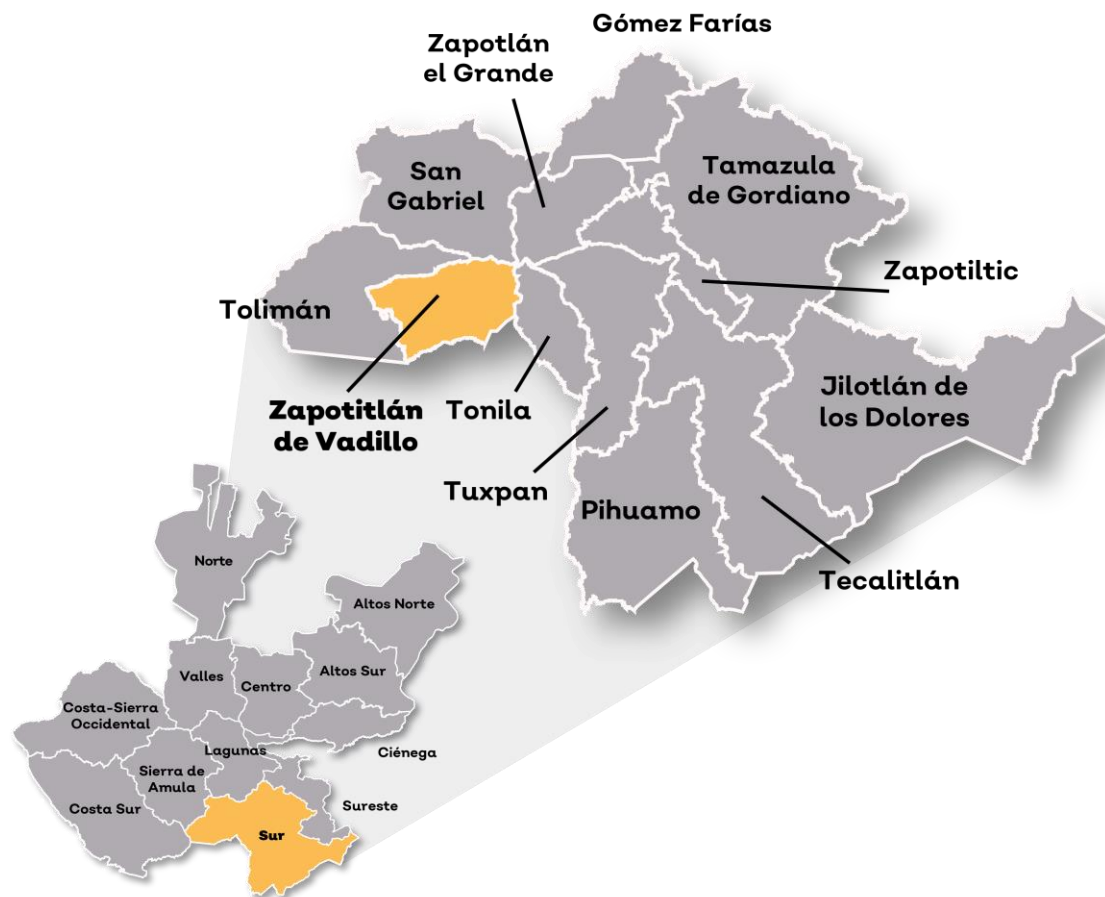 Gómez Farías
Zapotlán
el Grande
San
Gabriel
Tamazula
de Gordiano
Zapotiltic
Tolimán
Jilotlán de
los Dolores
Zapotitlán
de Vadillo
Tonila
Tuxpan
Pihuamo
Tecalitlán
Norte
Altos Norte
Altos Sur
Valles
Centro
Costa-Sierra
Occidental
Lagunas
Ciénega
Sierra de
Amula
Costa Sur
Sureste
Sur